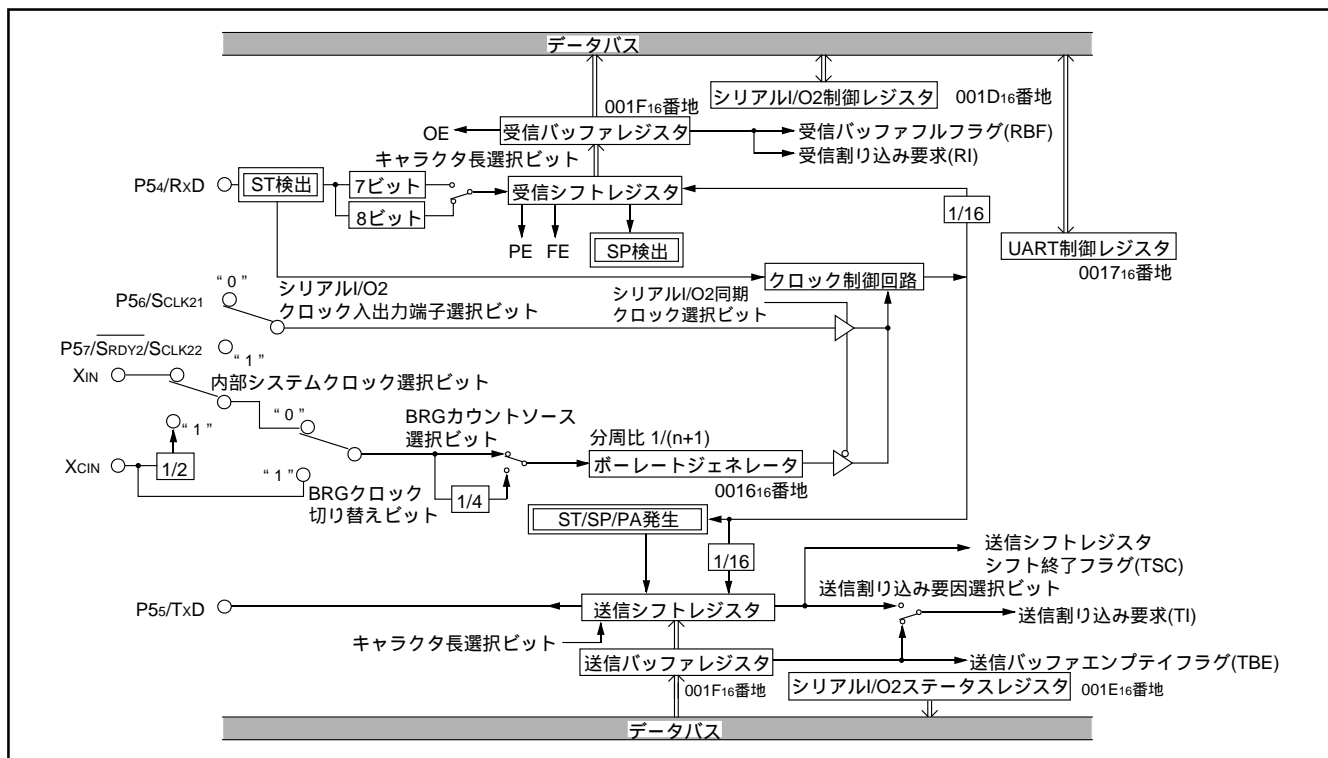 データバス
シリアルI/O2制御レジスタ
001D16番地
001F16番地
OE
受信バッファレジスタ
受信バッファフルフラグ(RBF)
受信割り込み要求(RI)
キャラクタ長選択ビット
P54/RXD
ST検出
7ビット
8ビット
受信シフトレジスタ
1/16
PE
FE
SP検出
UART制御レジスタ
001716番地
クロック制御回路
“0”
P56/SCLK21
シリアルI/O2
クロック入出力端子選択ビット
シリアルI/O2同期
クロック選択ビット
P57/SRDY2/SCLK22
“1”
XIN
内部システムクロック選択ビット
“0”
BRGカウントソース
選択ビット
分周比 1/(n+1)
“1”
XCIN
1/2
ボーレートジェネレータ
001616番地
“1”
BRGクロック
切り替えビット
1/4
ST/SP/PA発生
1/16
送信シフトレジスタ
シフト終了フラグ(TSC)
送信割り込み要因選択ビット
P55/TXD
送信シフトレジスタ
送信割り込み要求(TI)
キャラクタ長選択ビット
送信バッファレジスタ
送信バッファエンプテイフラグ(TBE)
001F16番地
シリアルI/O2ステータスレジスタ
001E16番地
データバス